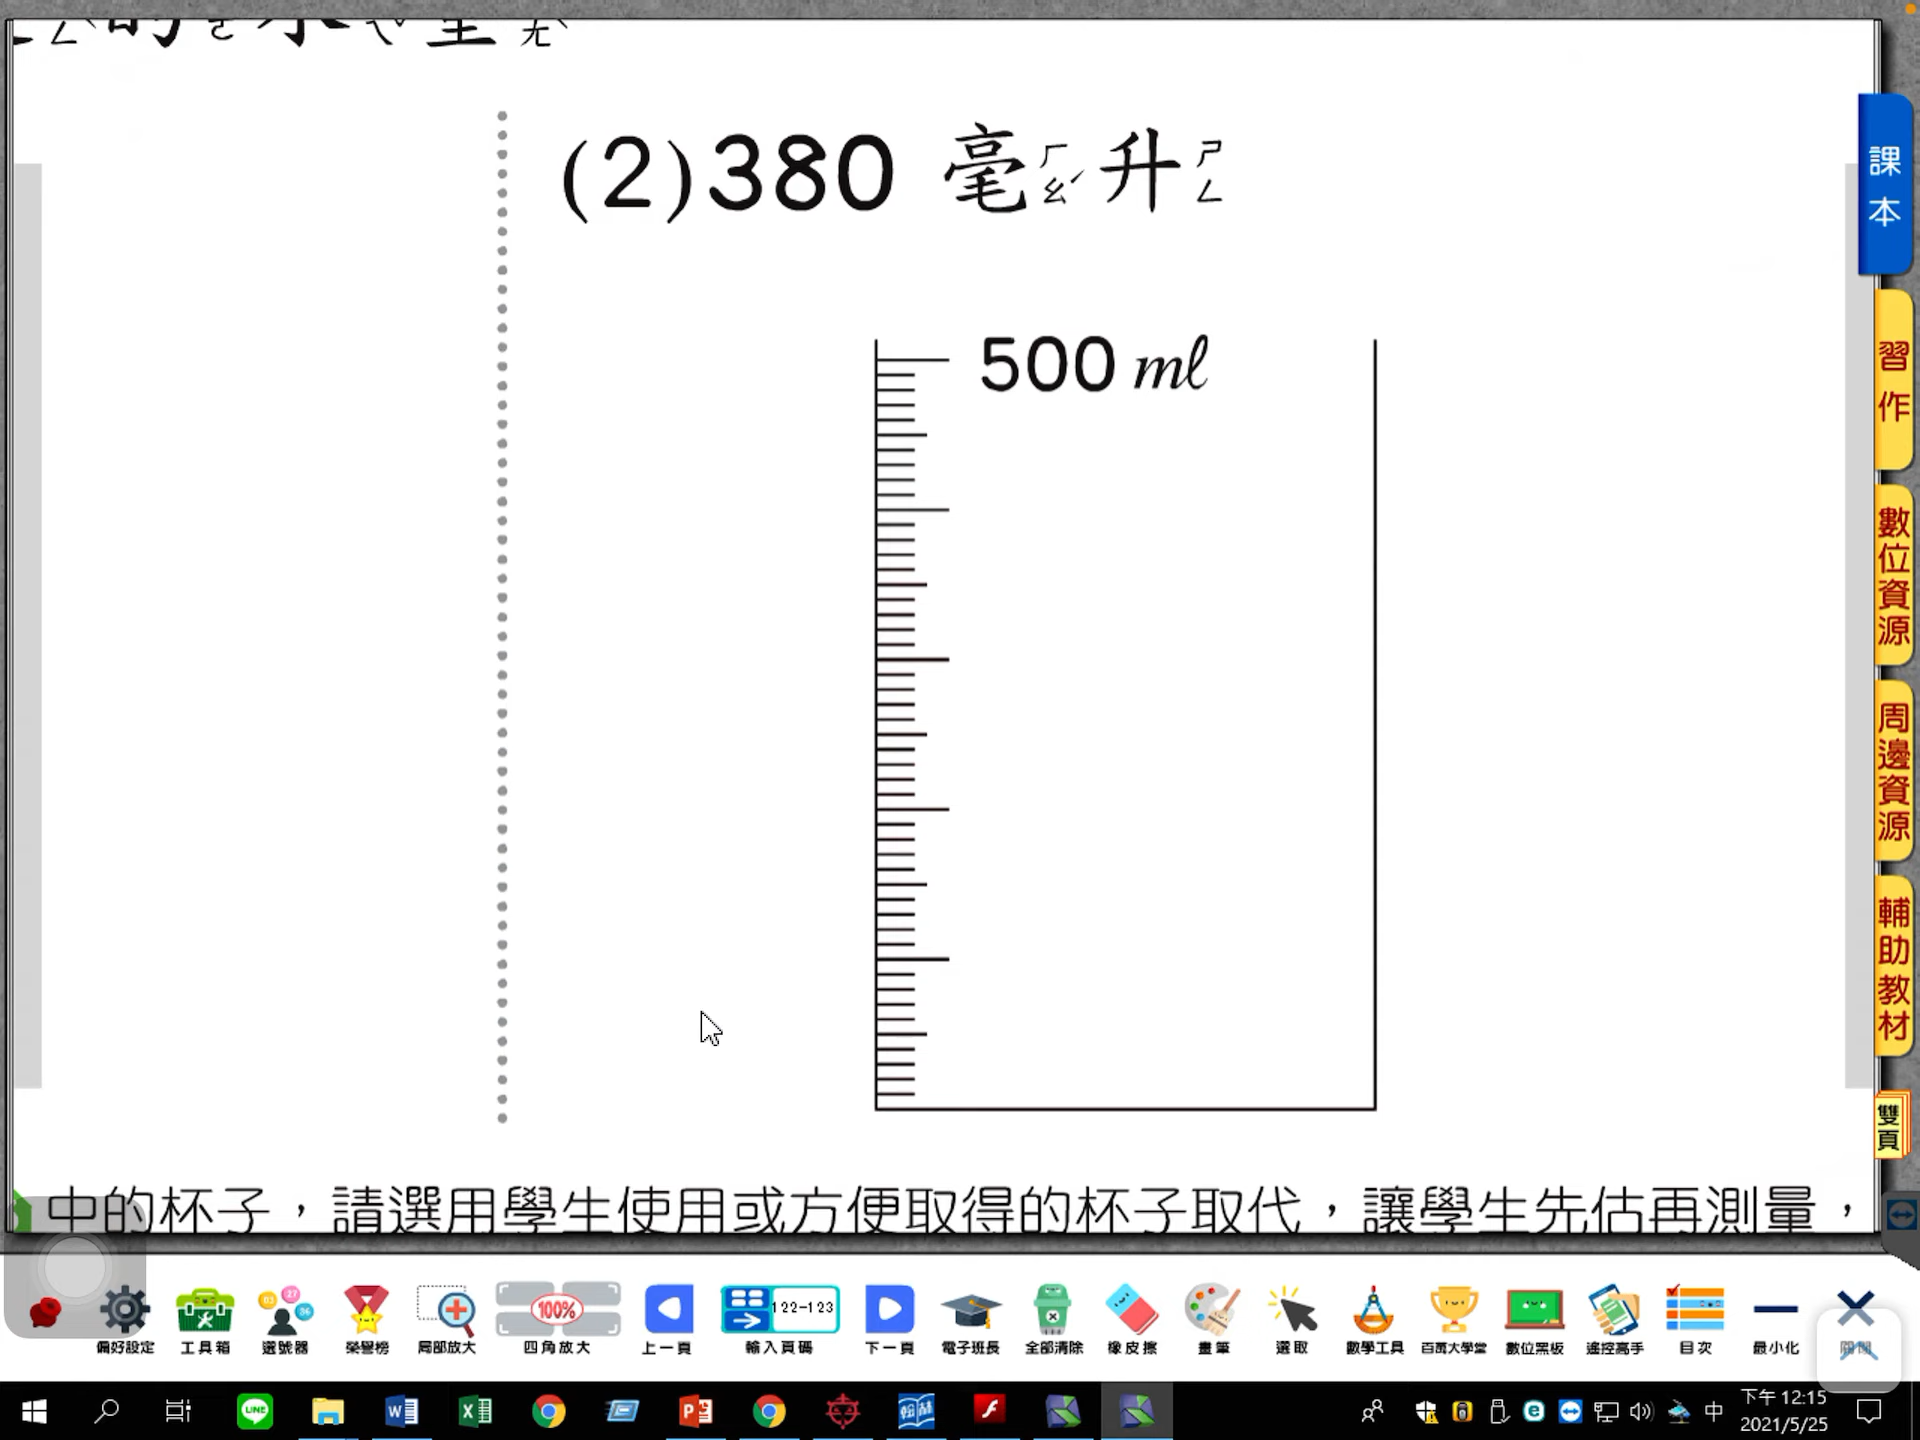 的水量
(2)380 毫ㄏㄠˊ升ㄕㄥ
500 ml
中的杯子，請選用學生使用或方便取得的杯子取代，讓學生先估再測量，
課本
習作
數位資源
周邊資源
輔助教材
雙頁
偏好設定 工具箱 選號器 榮譽榜 局部放大 100% 四角放大 上一頁 122-123 輸入頁碼 下一頁 電子班長 全部清除 橡皮擦 畫筆 選取 數學工具 百萬大學堂 數位黑板 遙控高手 目次 最小化 關閉
LINE
中
下午 12:15
2021/5/25